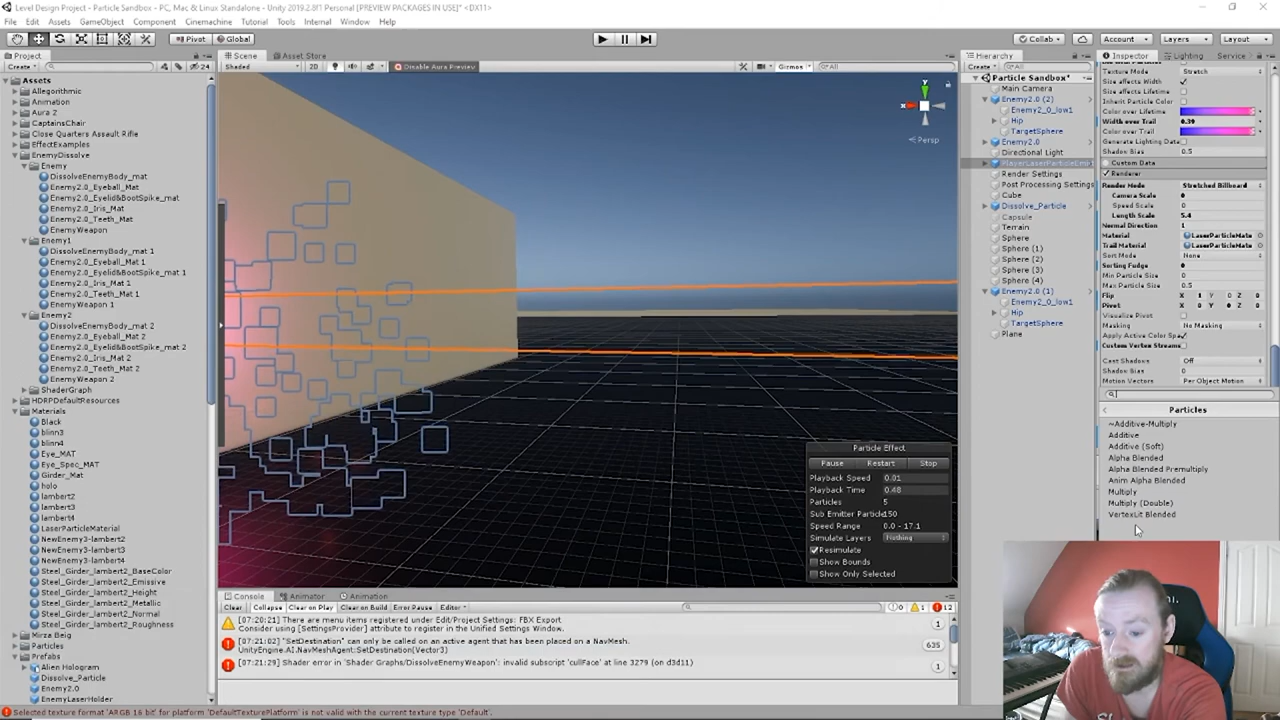 Level Design Project - Particle Sandbox - PC, Mac & Linux Standalone - Unity 2019.2.8f1 Personal [PREVIEW PACKAGES IN USE]* <DX11>
File Edit Assets GameObject Component Cinemachine Tutorial Tools Internal Window Help
Pivot Global Collab Account Layers Layout
Project
Create
24
Assets
Allegorithmic
Animation
Aura 2
CaptainsChair
Close Quarters Assault Rifle
EffectExamples
EnemyDissolve
Enemy
DissolveEnemyBody_mat
Enemy2.0_Eyeball_Mat
Enemy2.0_Eyelid&BootSpike_mat
Enemy2.0_Iris_Mat
Enemy2.0_Teeth_Mat
EnemyWeapon
Enemy1
DissolveEnemyBody_mat 1
Enemy2.0_Eyeball_Mat 1
Enemy2.0_Eyelid&BootSpike_mat 1
Enemy2.0_Iris_Mat 1
Enemy2.0_Teeth_Mat 1
EnemyWeapon 1
Enemy2
DissolveEnemyBody_mat 2
Enemy2.0_Eyeball_Mat 2
Enemy2.0_Eyelid&BootSpike_mat 2
Enemy2.0_Iris_Mat 2
Enemy2.0_Teeth_Mat 2
EnemyWeapon 2
ShaderGraph
HDRPDefaultResources
Materials
Black
blinn3
blinn4
Eye_MAT
Eye_Spec_MAT
Girder_Mat
holo
lambert2
lambert3
lambert4
LaserParticleMaterial
NewEnemy3-lambert2
NewEnemy3-lambert3
NewEnemy3-lambert4
Steel_Girder_lambert2_BaseColor
Steel_Girder_lambert2_Emissive
Steel_Girder_lambert2_Height
Steel_Girder_lambert2_Metallic
Steel_Girder_lambert2_Normal
Steel_Girder_lambert2_Roughness
Mirza Beig
Particles
Prefabs
Alien Hologram
Dissolve_Particle
Enemy2.0
EnemyLaserHolder
Scene Asset Store
Shaded 2D Disable Aura Preview Gizmos All
y
x
Persp
Particle Effect
Pause Restart Stop
Playback Speed 0.01
Playback Time 0.48
Particles 5
Sub Emitter Particle 150
Speed Range 0.0 - 17.1
Simulate Layers Nothing
Resimulate
Show Bounds
Show Only Selected
Console Animator Animation
Clear Collapse Clear on Play Clear on Build Error Pause Editor 0 1 12
[07:20:21] There are menu items registered under Edit/Project Settings: FBX Export
Consider using [SettingsProvider] attribute to register in the Unified Settings Window.
1
[07:21:02] "SetDestination" can only be called on an active agent that has been placed on a NavMesh.
UnityEngine.AI.NavMeshAgent:SetDestination(Vector3)
635
[07:21:29] Shader error in 'Shader Graphs/DissolveEnemyWeapon': invalid subscript 'cullFace' at line 3279 (on d3d11)
1
Selected texture format 'ARGB 16 bit' for platform 'DefaultTexturePlatform' is not valid with the current texture type 'Default'.
Hierarchy
Create All
Particle Sandbox*
Main Camera
Enemy2.0 (2)
Enemy2_0_low1
Hip
TargetSphere
Enemy2.0
Directional Light
PlayerLaserParticleEmi
Render Settings
Post Processing Settings
Cube
Dissolve_Particle
Capsule
Terrain
Sphere
Sphere (1)
Sphere (2)
Sphere (3)
Sphere (4)
Enemy2.0 (1)
Enemy2_0_low1
Hip
TargetSphere
Plane
Inspector Lighting Service
Texture Mode Stretch
Size affects Width
Size affects Lifetime
Inherit Particle Color
Color over Lifetime
Width over Trail 0.39
Color over Trail
Generate Lighting Dat
Shadow Bias 0.5
Custom Data
Renderer
Render Mode Stretched Billboard
Camera Scale 0
Speed Scale 0
Length Scale 5.4
Normal Direction 1
Material LaserParticleMate
Trail Material LaserParticleMate
Sort Mode None
Sorting Fudge 0
Min Particle Size 0
Max Particle Size 0.5
Flip X 1 Y 0 Z 0
Pivot X 0 Y 0 Z 0
Visualize Pivot
Masking No Masking
Apply Active Color Spa
Custom Vertex Streams
Cast Shadows Off
Shadow Bias 0
Motion Vectors Per Object Motion
Particles
~Additive-Multiply
Additive
Additive (Soft)
Alpha Blended
Alpha Blended Premultiply
Anim Alpha Blended
Multiply
Multiply (Double)
VertexLit Blended